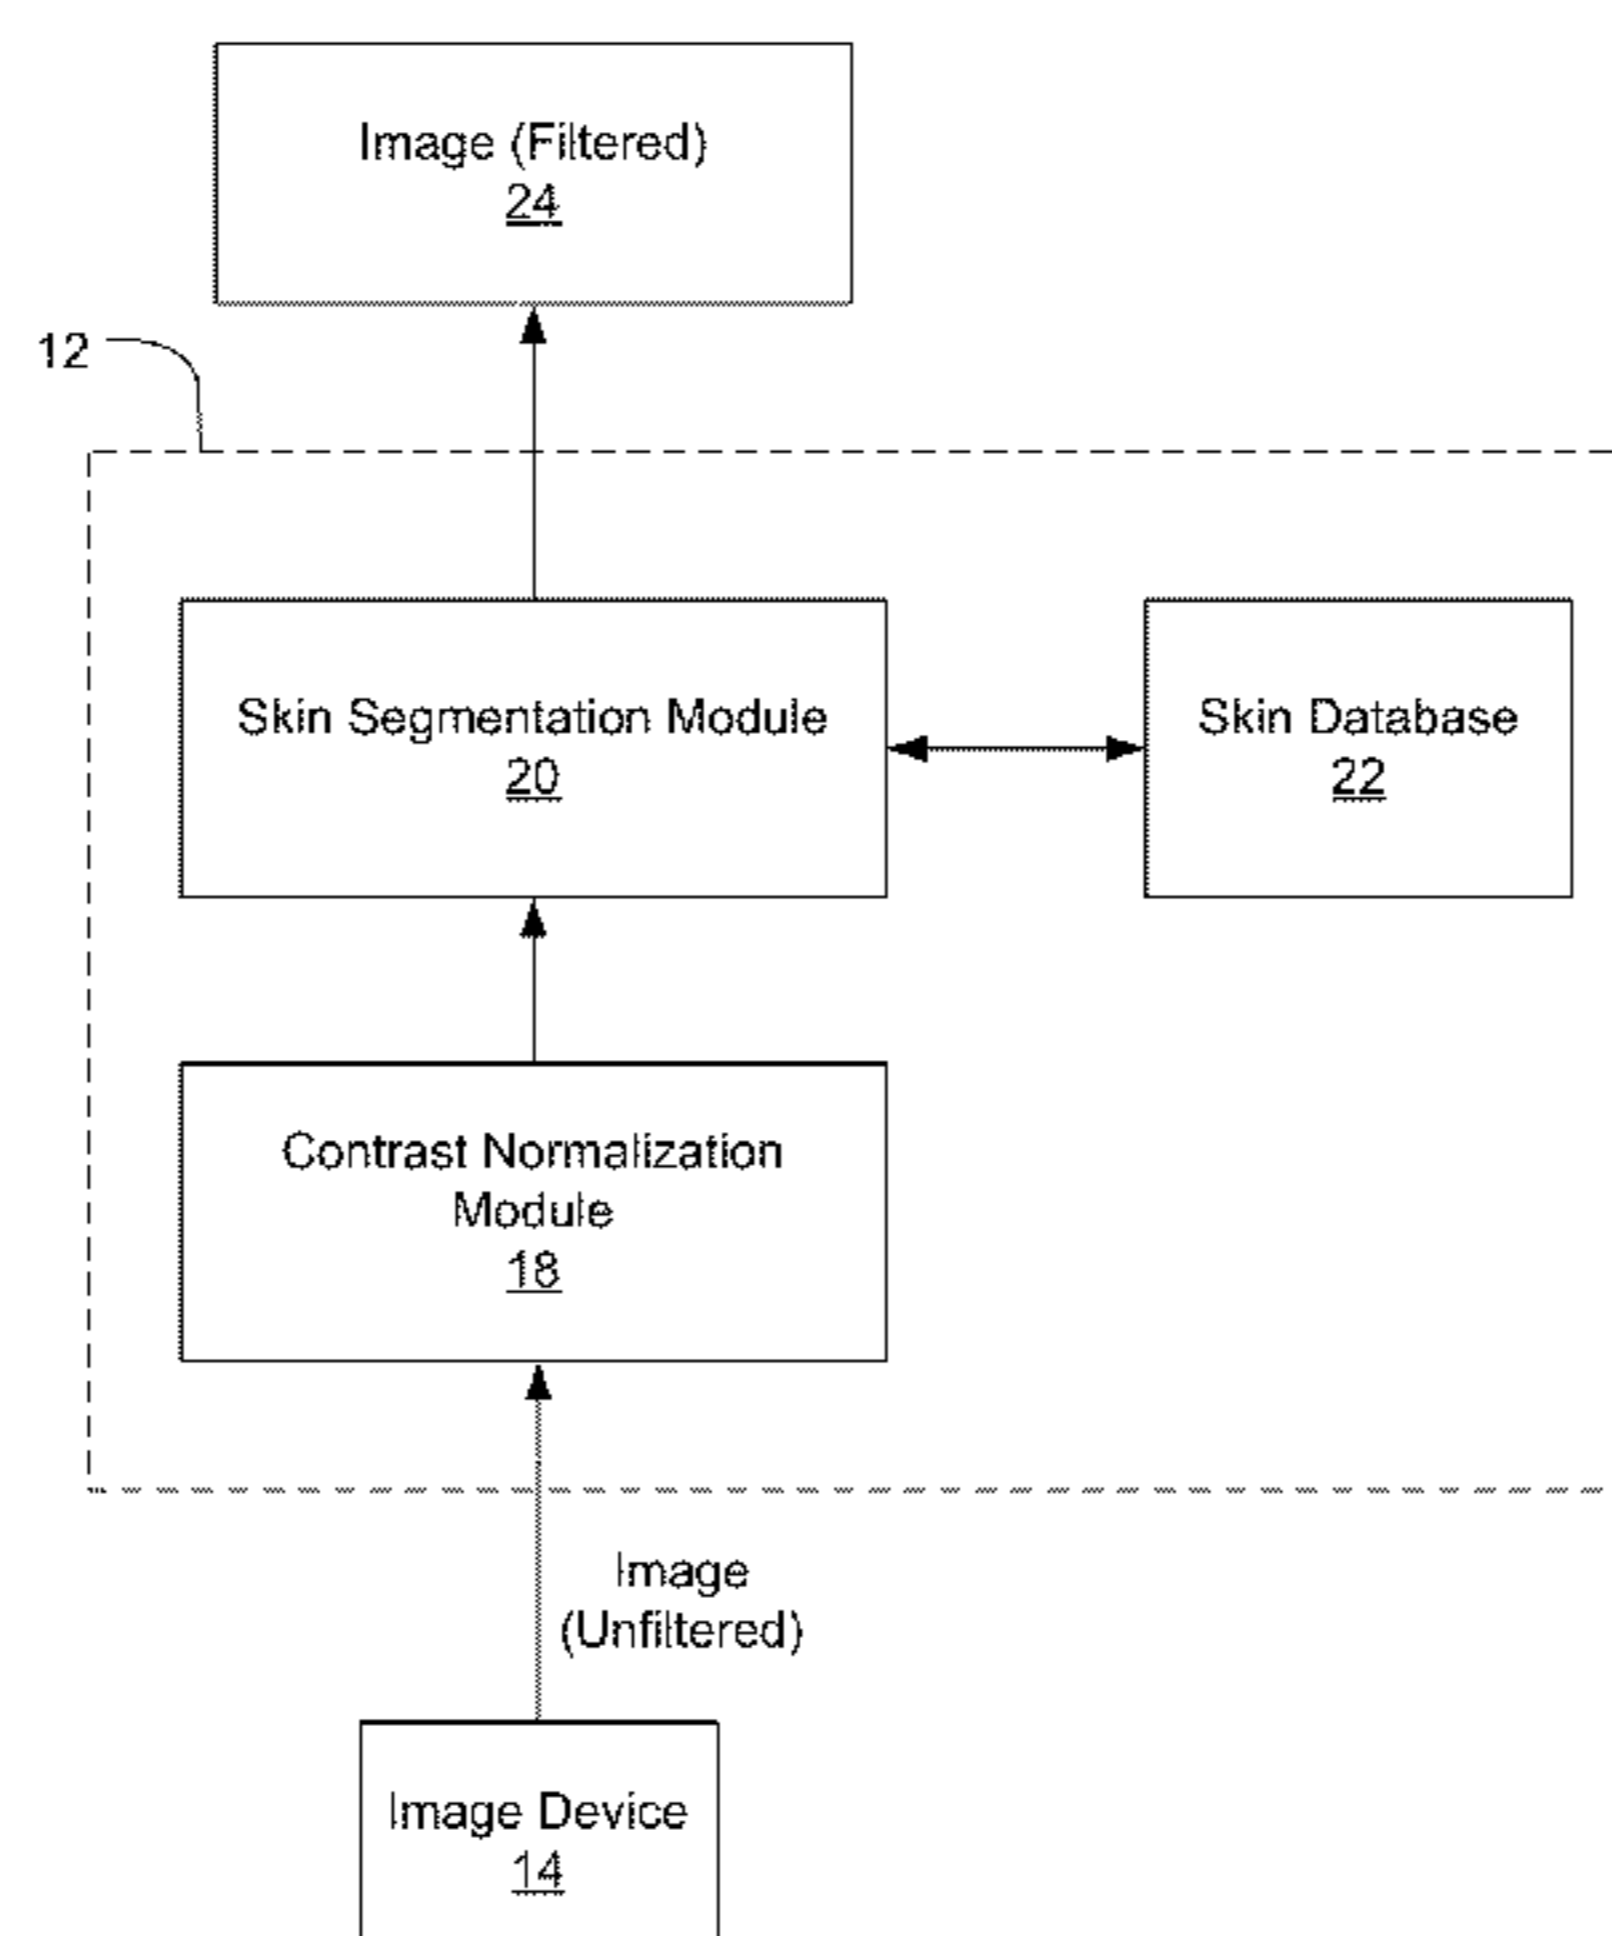 Image (Filtered)
24
12
Skin Segmentation Module
20
Skin Database
22
Contrast Normalization
Module
18
Image
(Unfiltered)
Image Device
14